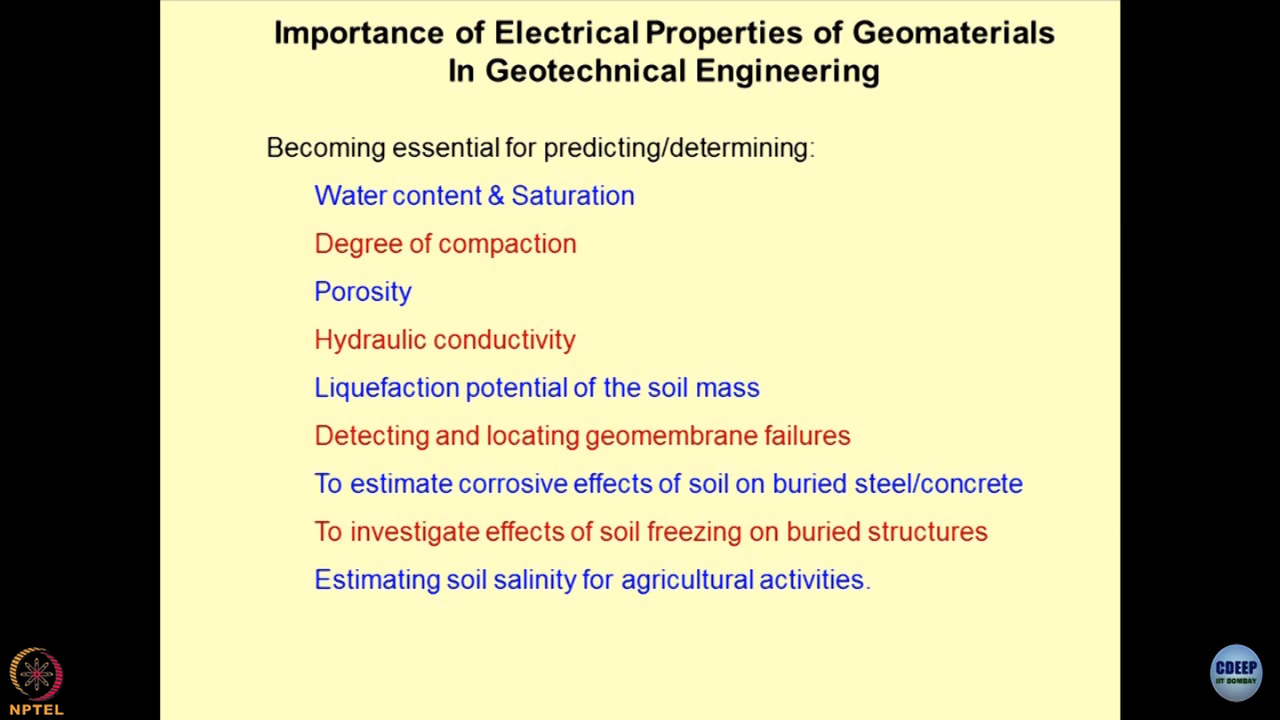 Importance of Electrical Properties of Geomaterials
In Geotechnical Engineering
Becoming essential for predicting/determining:
Water content & Saturation
Degree of compaction
Porosity
Hydraulic conductivity
Liquefaction potential of the soil mass
Detecting and locating geomembrane failures
To estimate corrosive effects of soil on buried steel/concrete
To investigate effects of soil freezing on buried structures
Estimating soil salinity for agricultural activities.
NPTEL
CDEEP
IIT BOMBAY